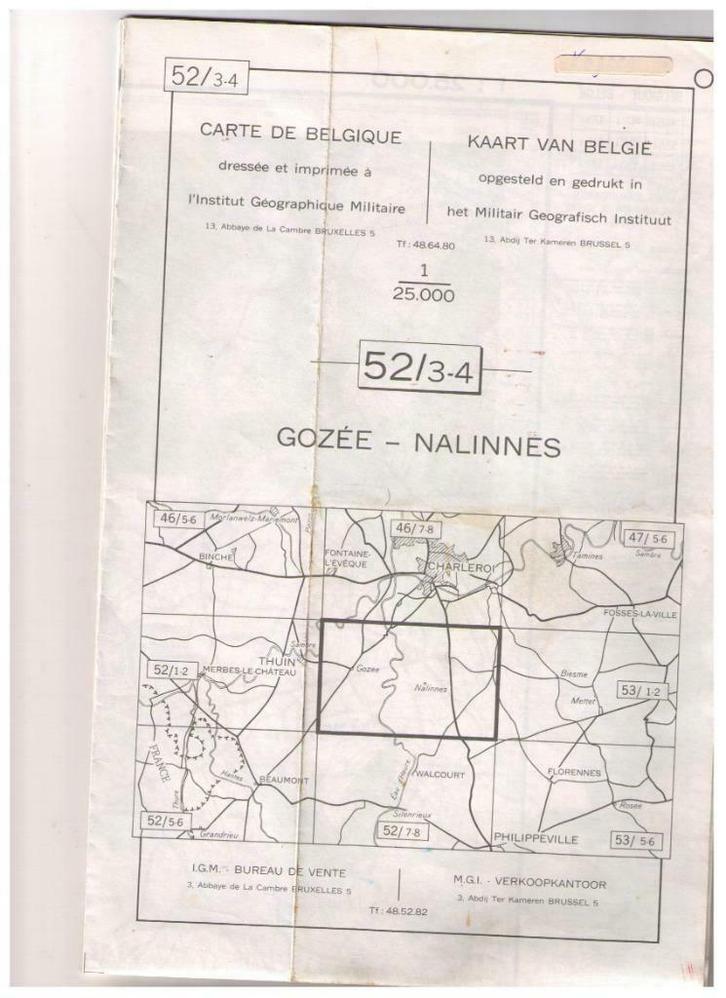 52/3-4
CARTE DE BELGIQUE
dressée et imprimée à
l'Institut Géographique Militaire
13, Abbaye de La Cambre BRUXELLES 5
KAART VAN BELGIË
opgesteld en gedrukt in
het Militair Geografisch Instituut
13, Abdij Ter Kameren BRUSSEL 5
Tf: 48.64.80
1
25.000
52/3-4
GOZÉE - NALINNES
46/5-6
Morlanwelz-Mariemont
46/7-8
47/5-6
Sambre
BINCHE
FONTAINE-
L'ÉVÊQUE
CHARLEROI
Tamines
FOSSES-LA-VILLE
Sambre
THUIN
52/1-2
MERBES-LE-CHÂTEAU
Gozée
Nalinnes
Biesme
53/1-2
Mettet
FRANCE
Hantes
BEAUMONT
Eau d'Heure
WALCOURT
FLORENNES
Thure
Rosée
52/5-6
Grandrieu
Silenrieux
52/7-8
PHILIPPEVILLE
53/5-6
I.G.M. - BUREAU DE VENTE
3, Abbaye de La Cambre BRUXELLES 5
M.G.I. - VERKOOPKANTOOR
3, Abdij Ter Kameren BRUSSEL 5
Tf: 48.52.82